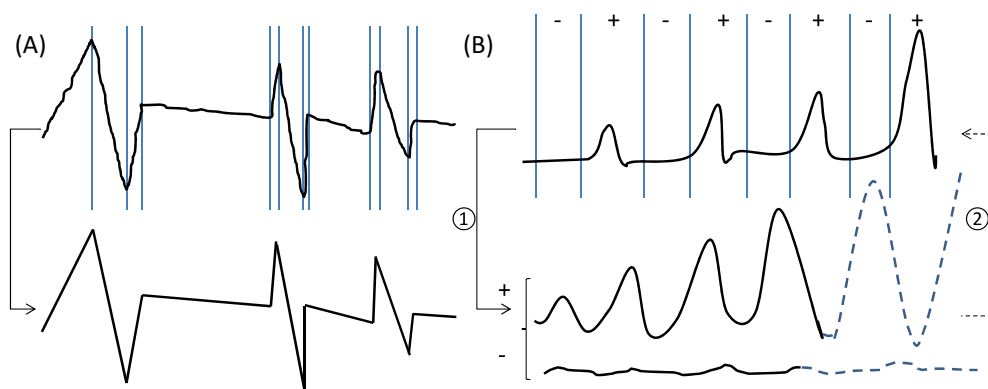 (A)
(B)
- + - + - + - +
①
②
+
-